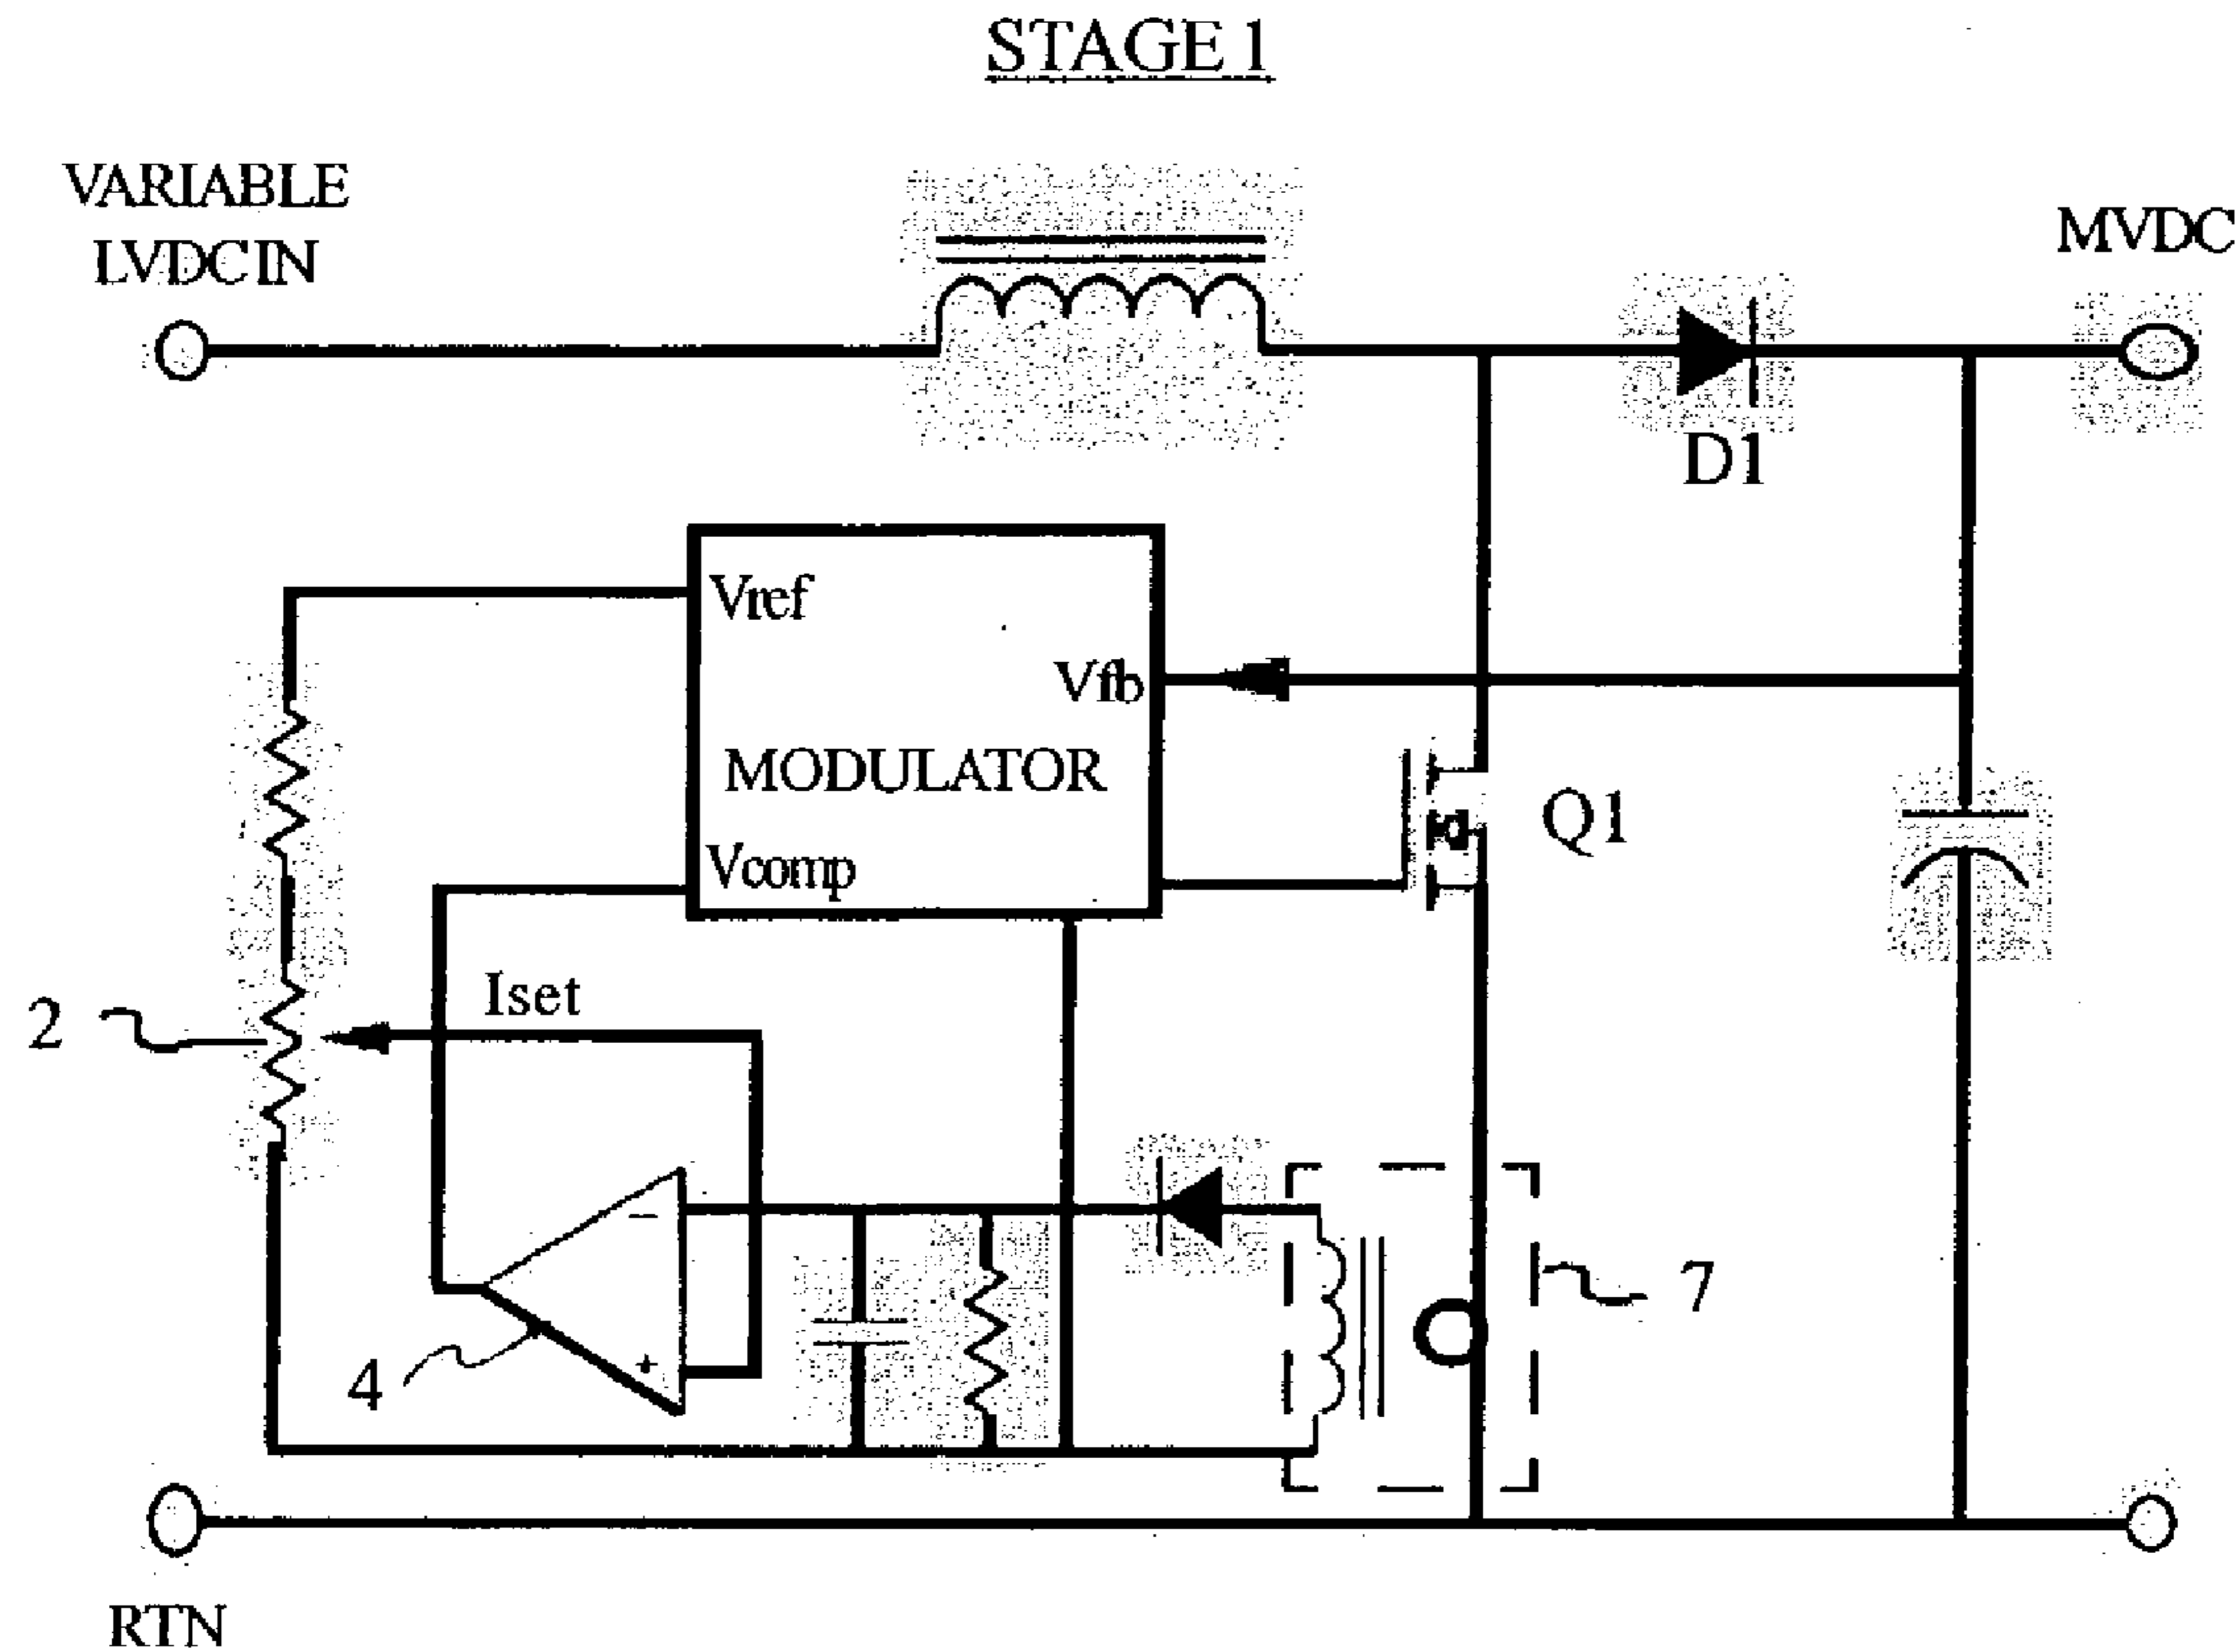 STAGE 1
VARIABLE
LVDC IN
MVDC
D1
Vref
Vfb
MODULATOR
Q1
Vcomp
Iset
2
−
7
+
4
RTN